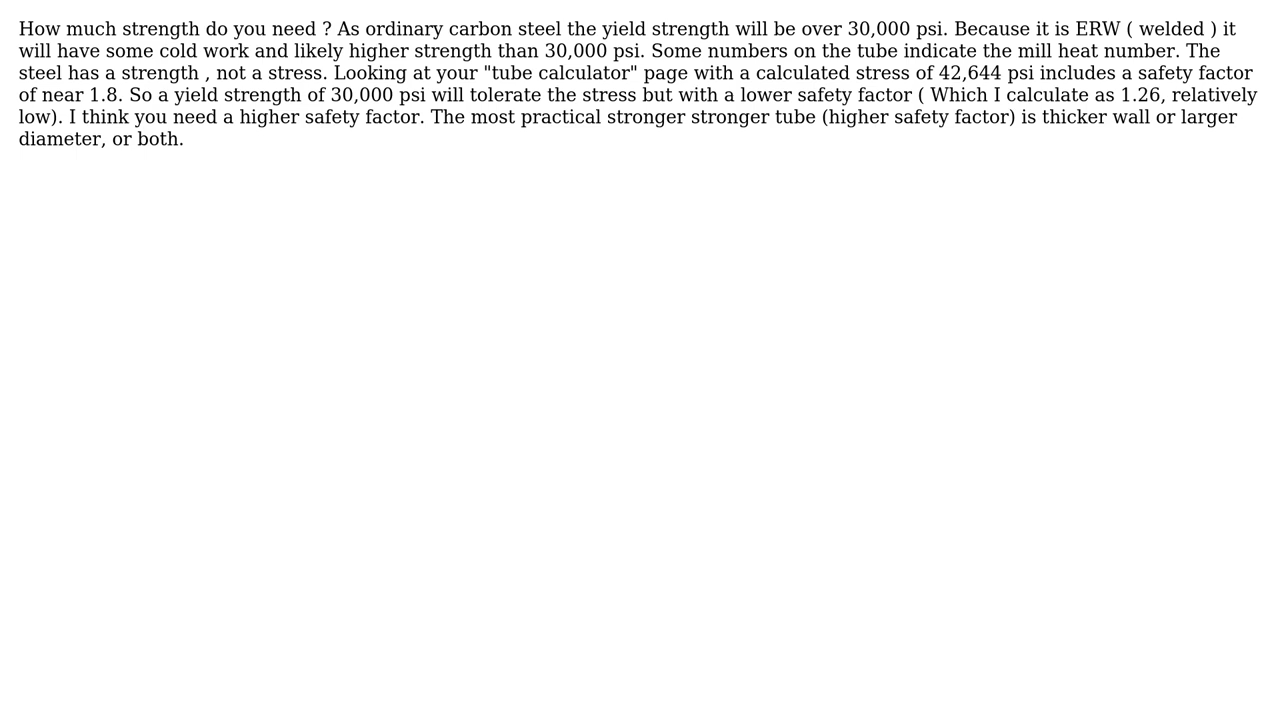 How much strength do you need ? As ordinary carbon steel the yield strength will be over 30,000 psi. Because it is ERW ( welded ) it
will have some cold work and likely higher strength than 30,000 psi. Some numbers on the tube indicate the mill heat number. The
steel has a strength , not a stress. Looking at your "tube calculator" page with a calculated stress of 42,644 psi includes a safety factor
of near 1.8. So a yield strength of 30,000 psi will tolerate the stress but with a lower safety factor ( Which I calculate as 1.26, relatively
low). I think you need a higher safety factor. The most practical stronger stronger tube (higher safety factor) is thicker wall or larger
diameter, or both.